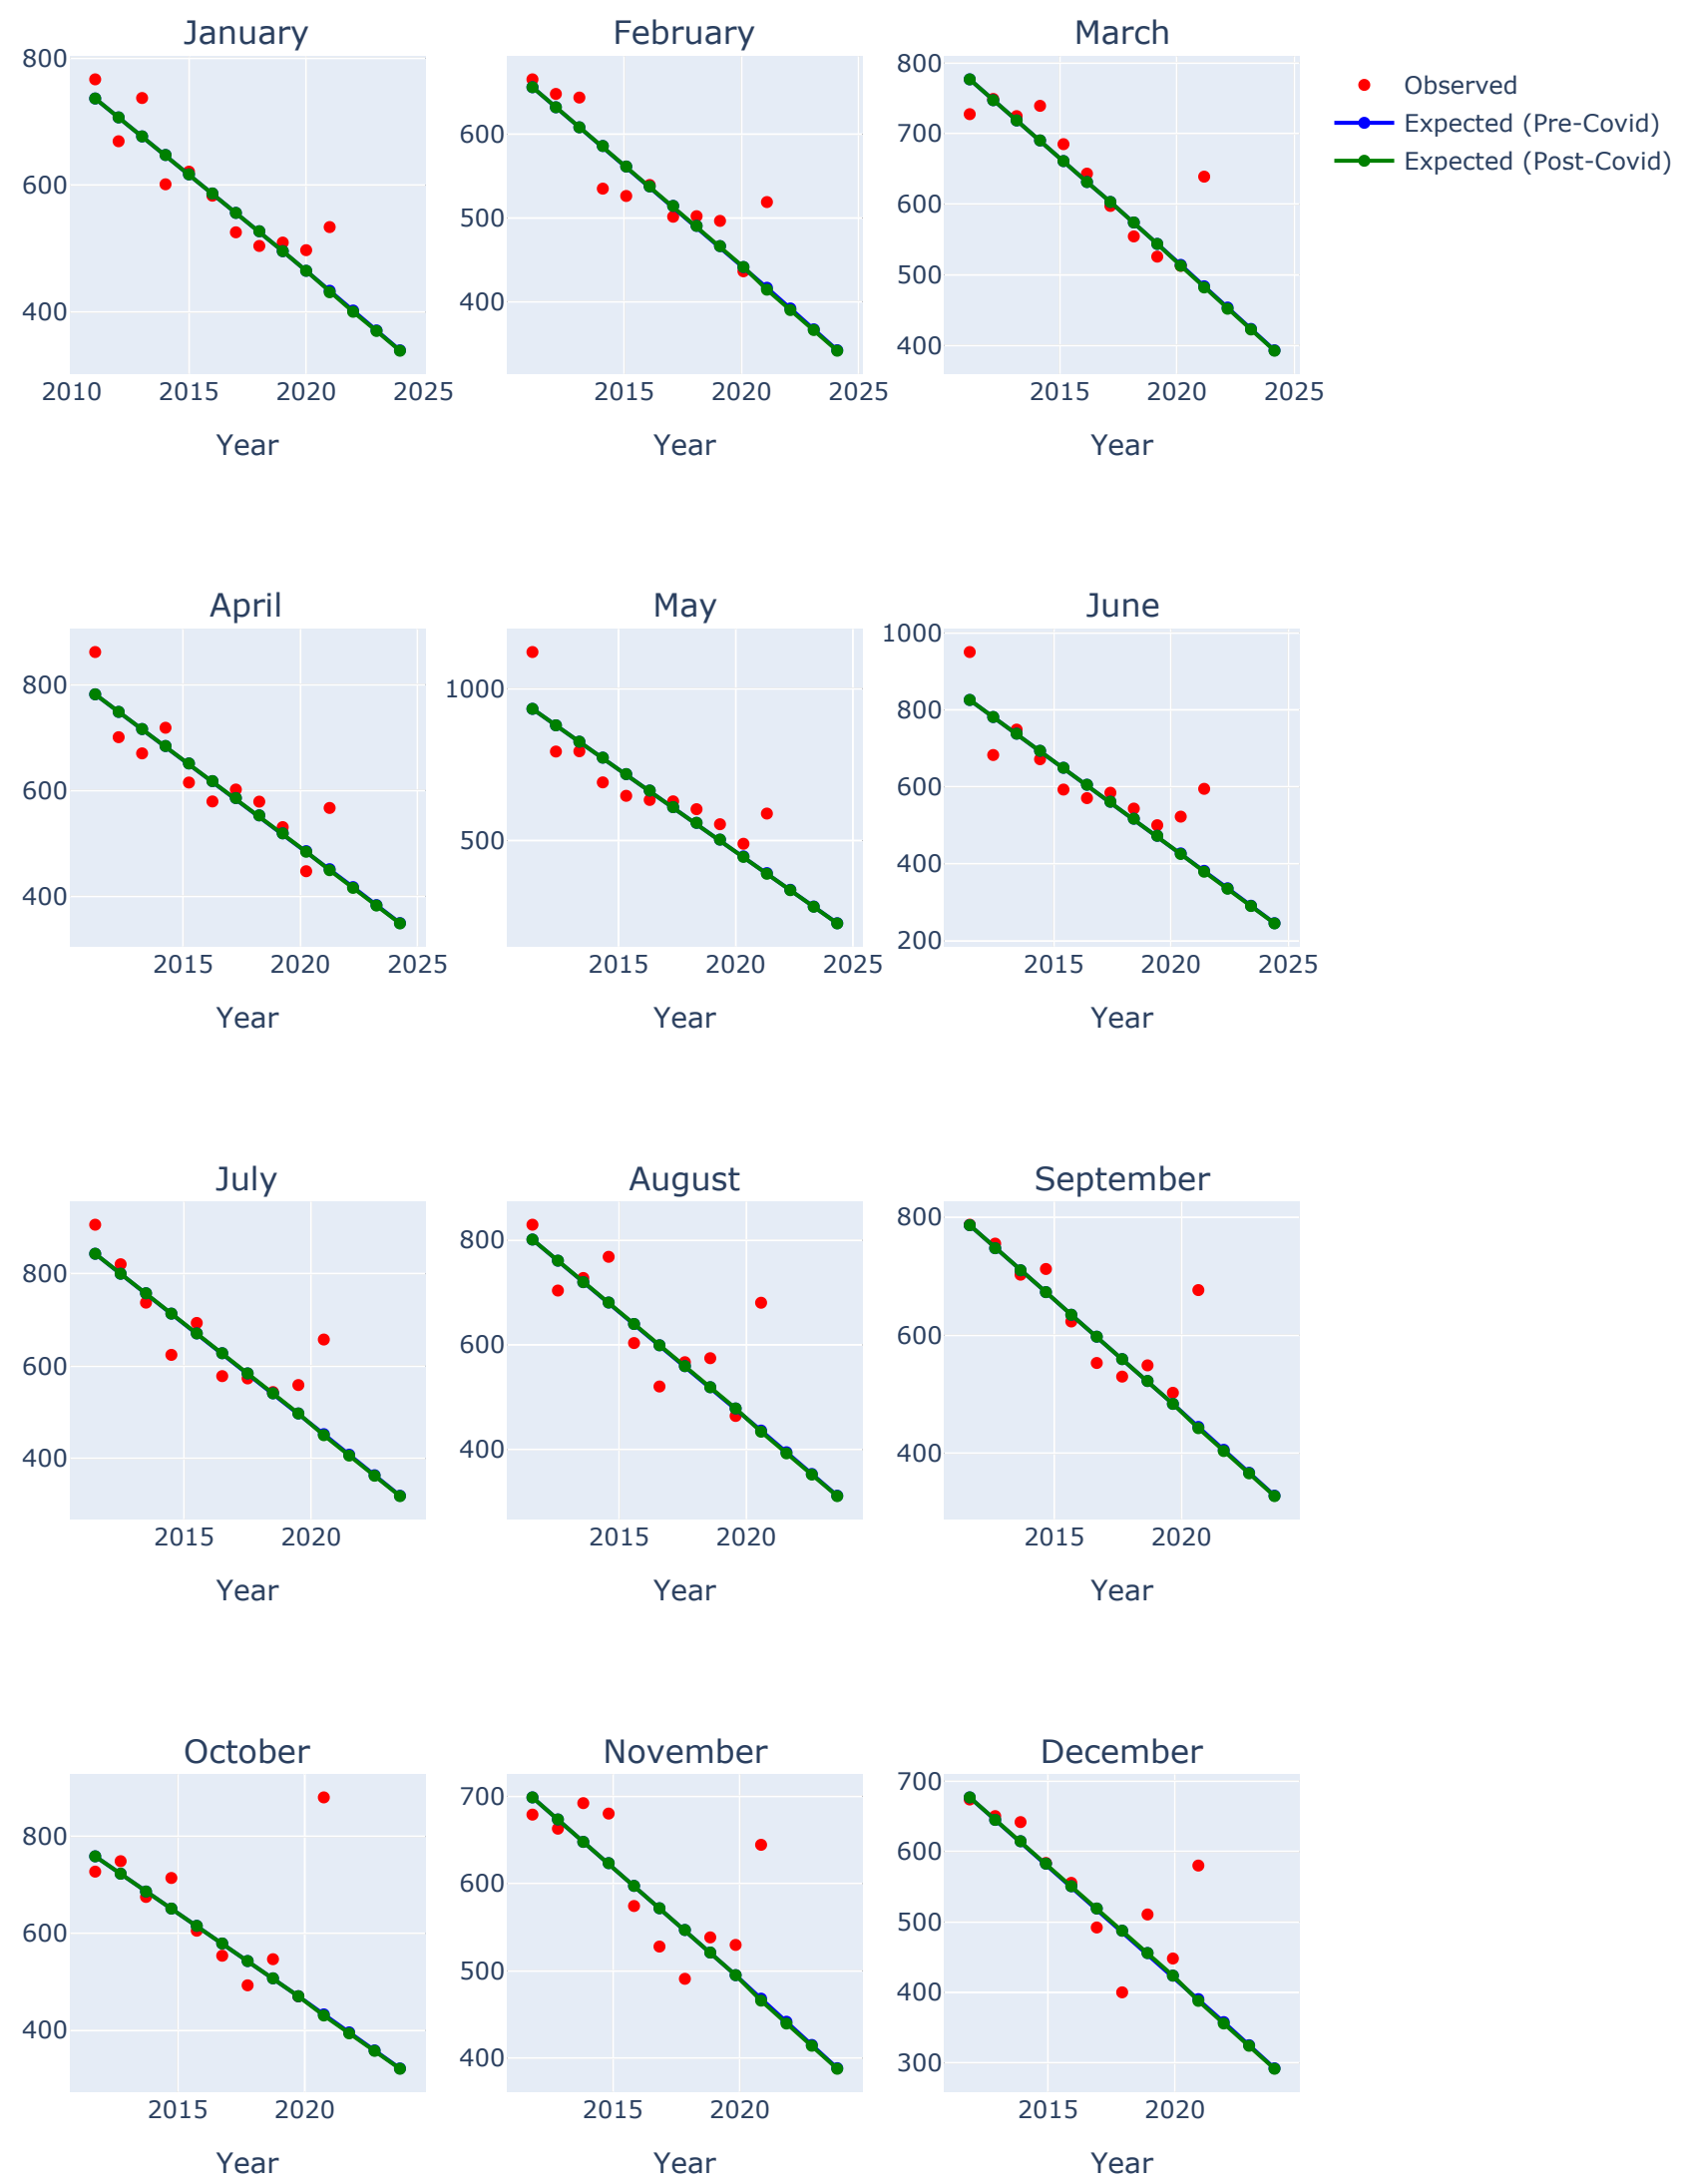 January
February
March
800
600
400
2010
2015
2020
2025
Year
600
500
400
2015
2020
2025
Year
800
700
600
500
400
2015
2020
2025
Year
Observed
Expected (Pre-Covid)
Expected (Post-Covid)
April
May
June
800
600
400
2015
2020
2025
Year
1000
500
2015
2020
2025
Year
1000
800
600
400
200
2015
2020
2025
Year
July
August
September
800
600
400
2015
2020
Year
800
600
400
2015
2020
Year
800
600
400
2015
2020
Year
October
November
December
800
600
400
2015
2020
Year
700
600
500
400
2015
2020
Year
700
600
500
400
300
2015
2020
Year